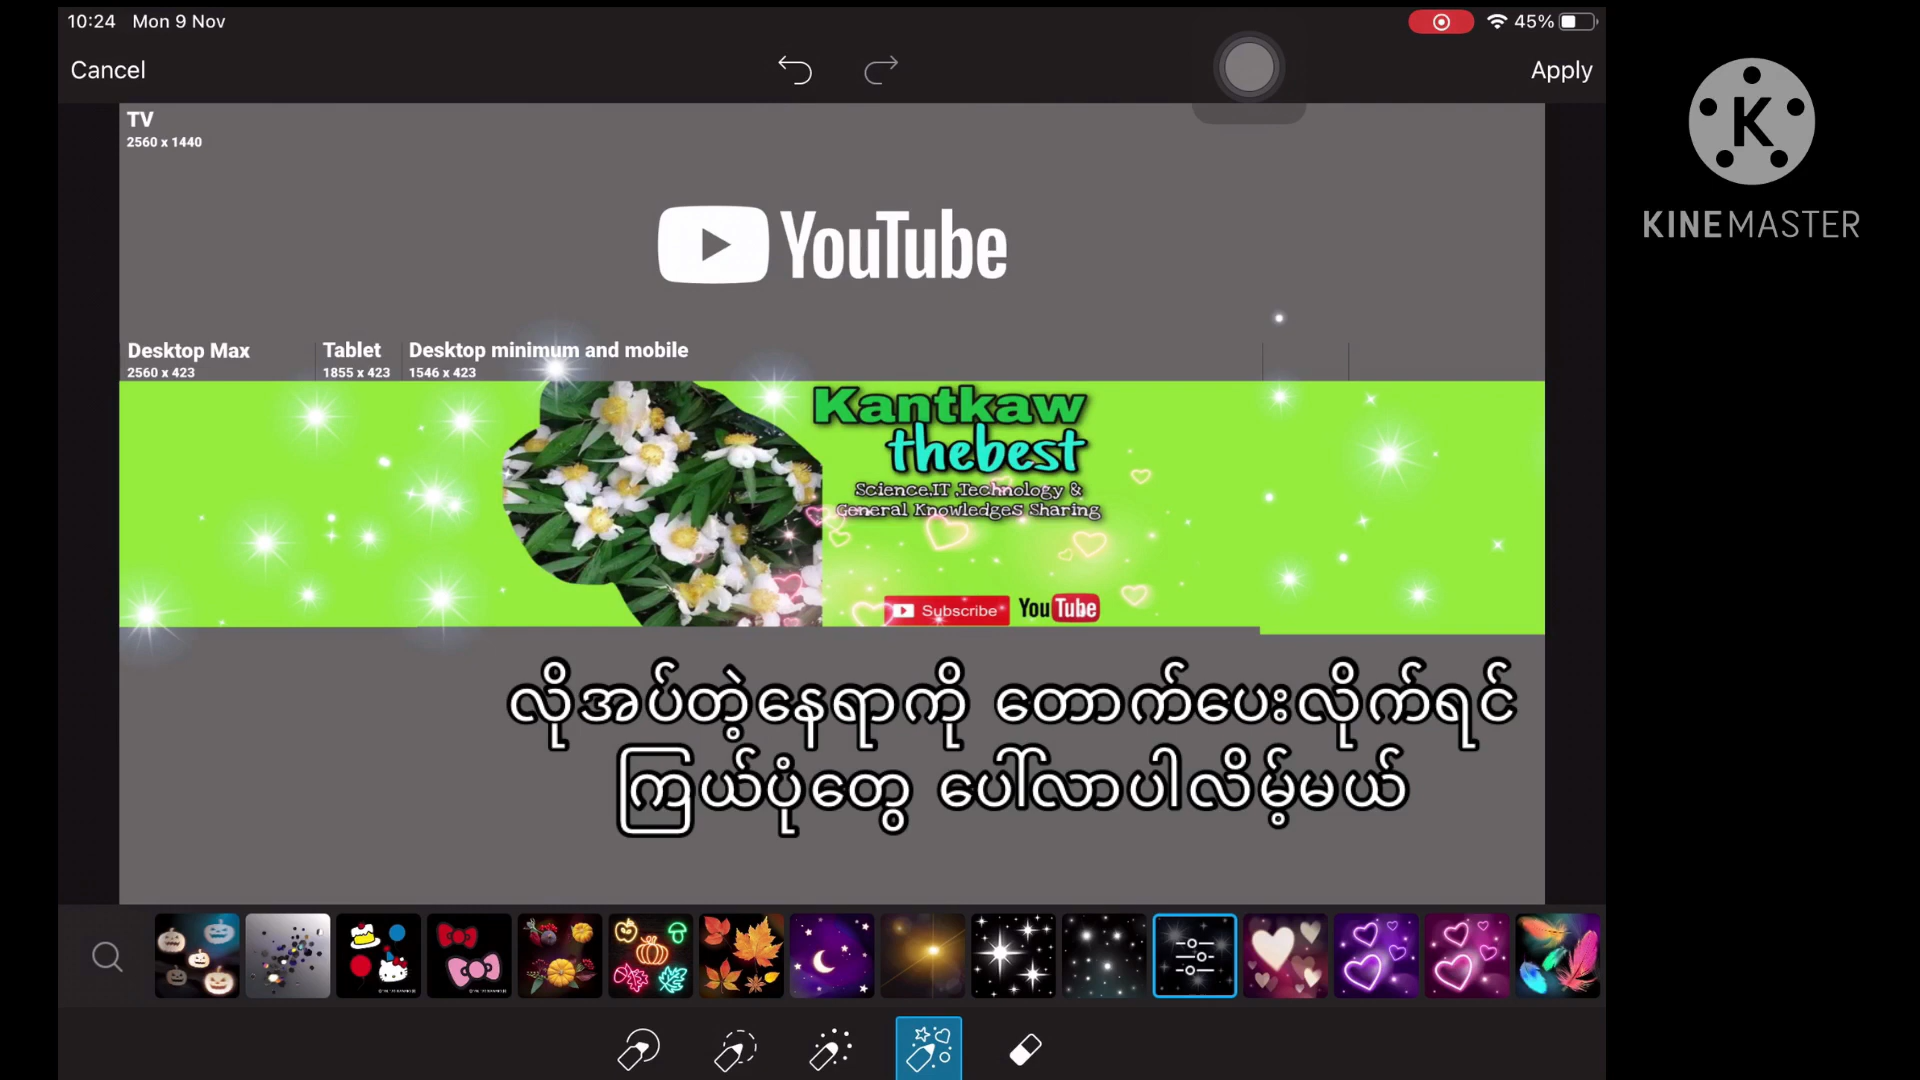 10:24 Mon 9 Nov
45%
Cancel
Apply
K
KINEMASTER
TV
2560 x 1440
YouTube
Desktop Max
2560 x 423
Tablet
1855 x 423
Desktop minimum and mobile
1546 x 423
Kantkaw
thebest
Science,IT ,Technology &
General Knowledges Sharing
Subscribe
YouTube
လိုအပ်တဲ့နေရာကို တောက်ပေးလိုက်ရင်
ကြယ်ပုံတွေ ပေါ်လာပါလိမ့်မယ်